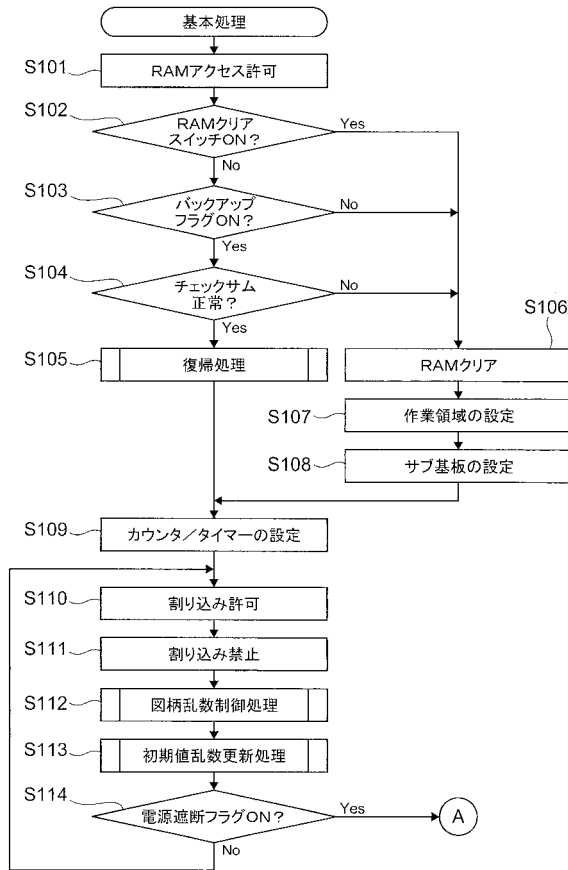 基本処理
S101
RAMアクセス許可
S102
RAMクリア
スイッチON?
Yes
No
S103
バックアップ
フラグON?
No
Yes
S104
チェックサム
正常?
No
Yes
S105
復帰処理
S106
RAMクリア
S107
作業領域の設定
S108
サブ基板の設定
S109
カウンタ/タイマーの設定
S110
割り込み許可
S111
割り込み禁止
S112
図柄乱数制御処理
S113
初期値乱数更新処理
S114
電源遮断フラグON?
Yes
A
No